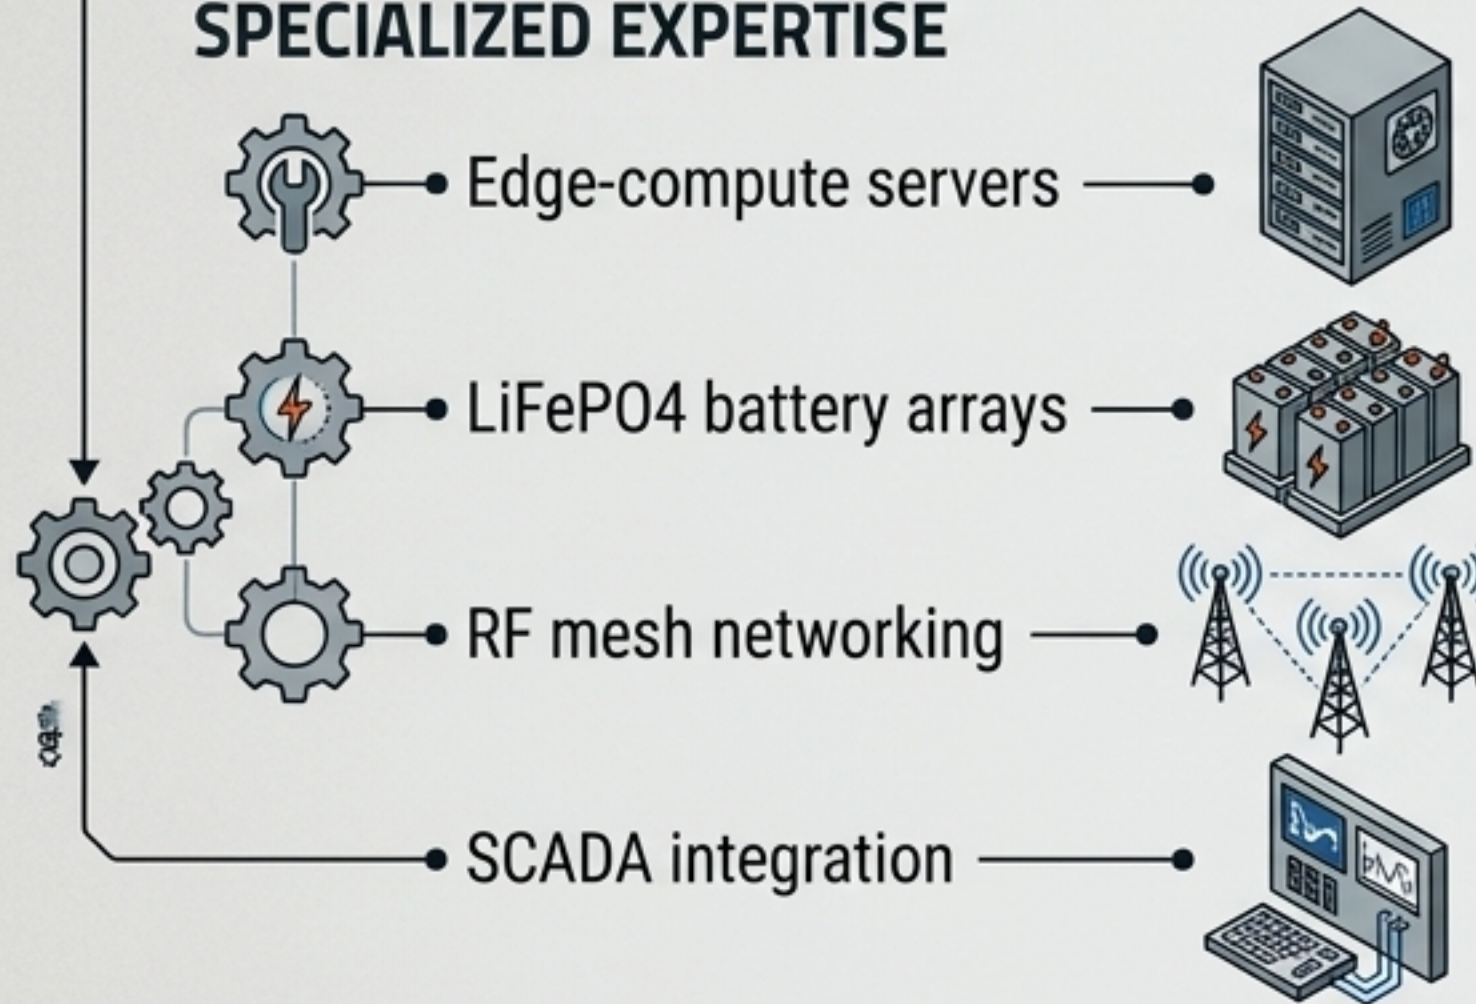 SPECIALIZED EXPERTISE
Edge-compute servers
LiFePO4 battery arrays
RF mesh networking
SCADA integration